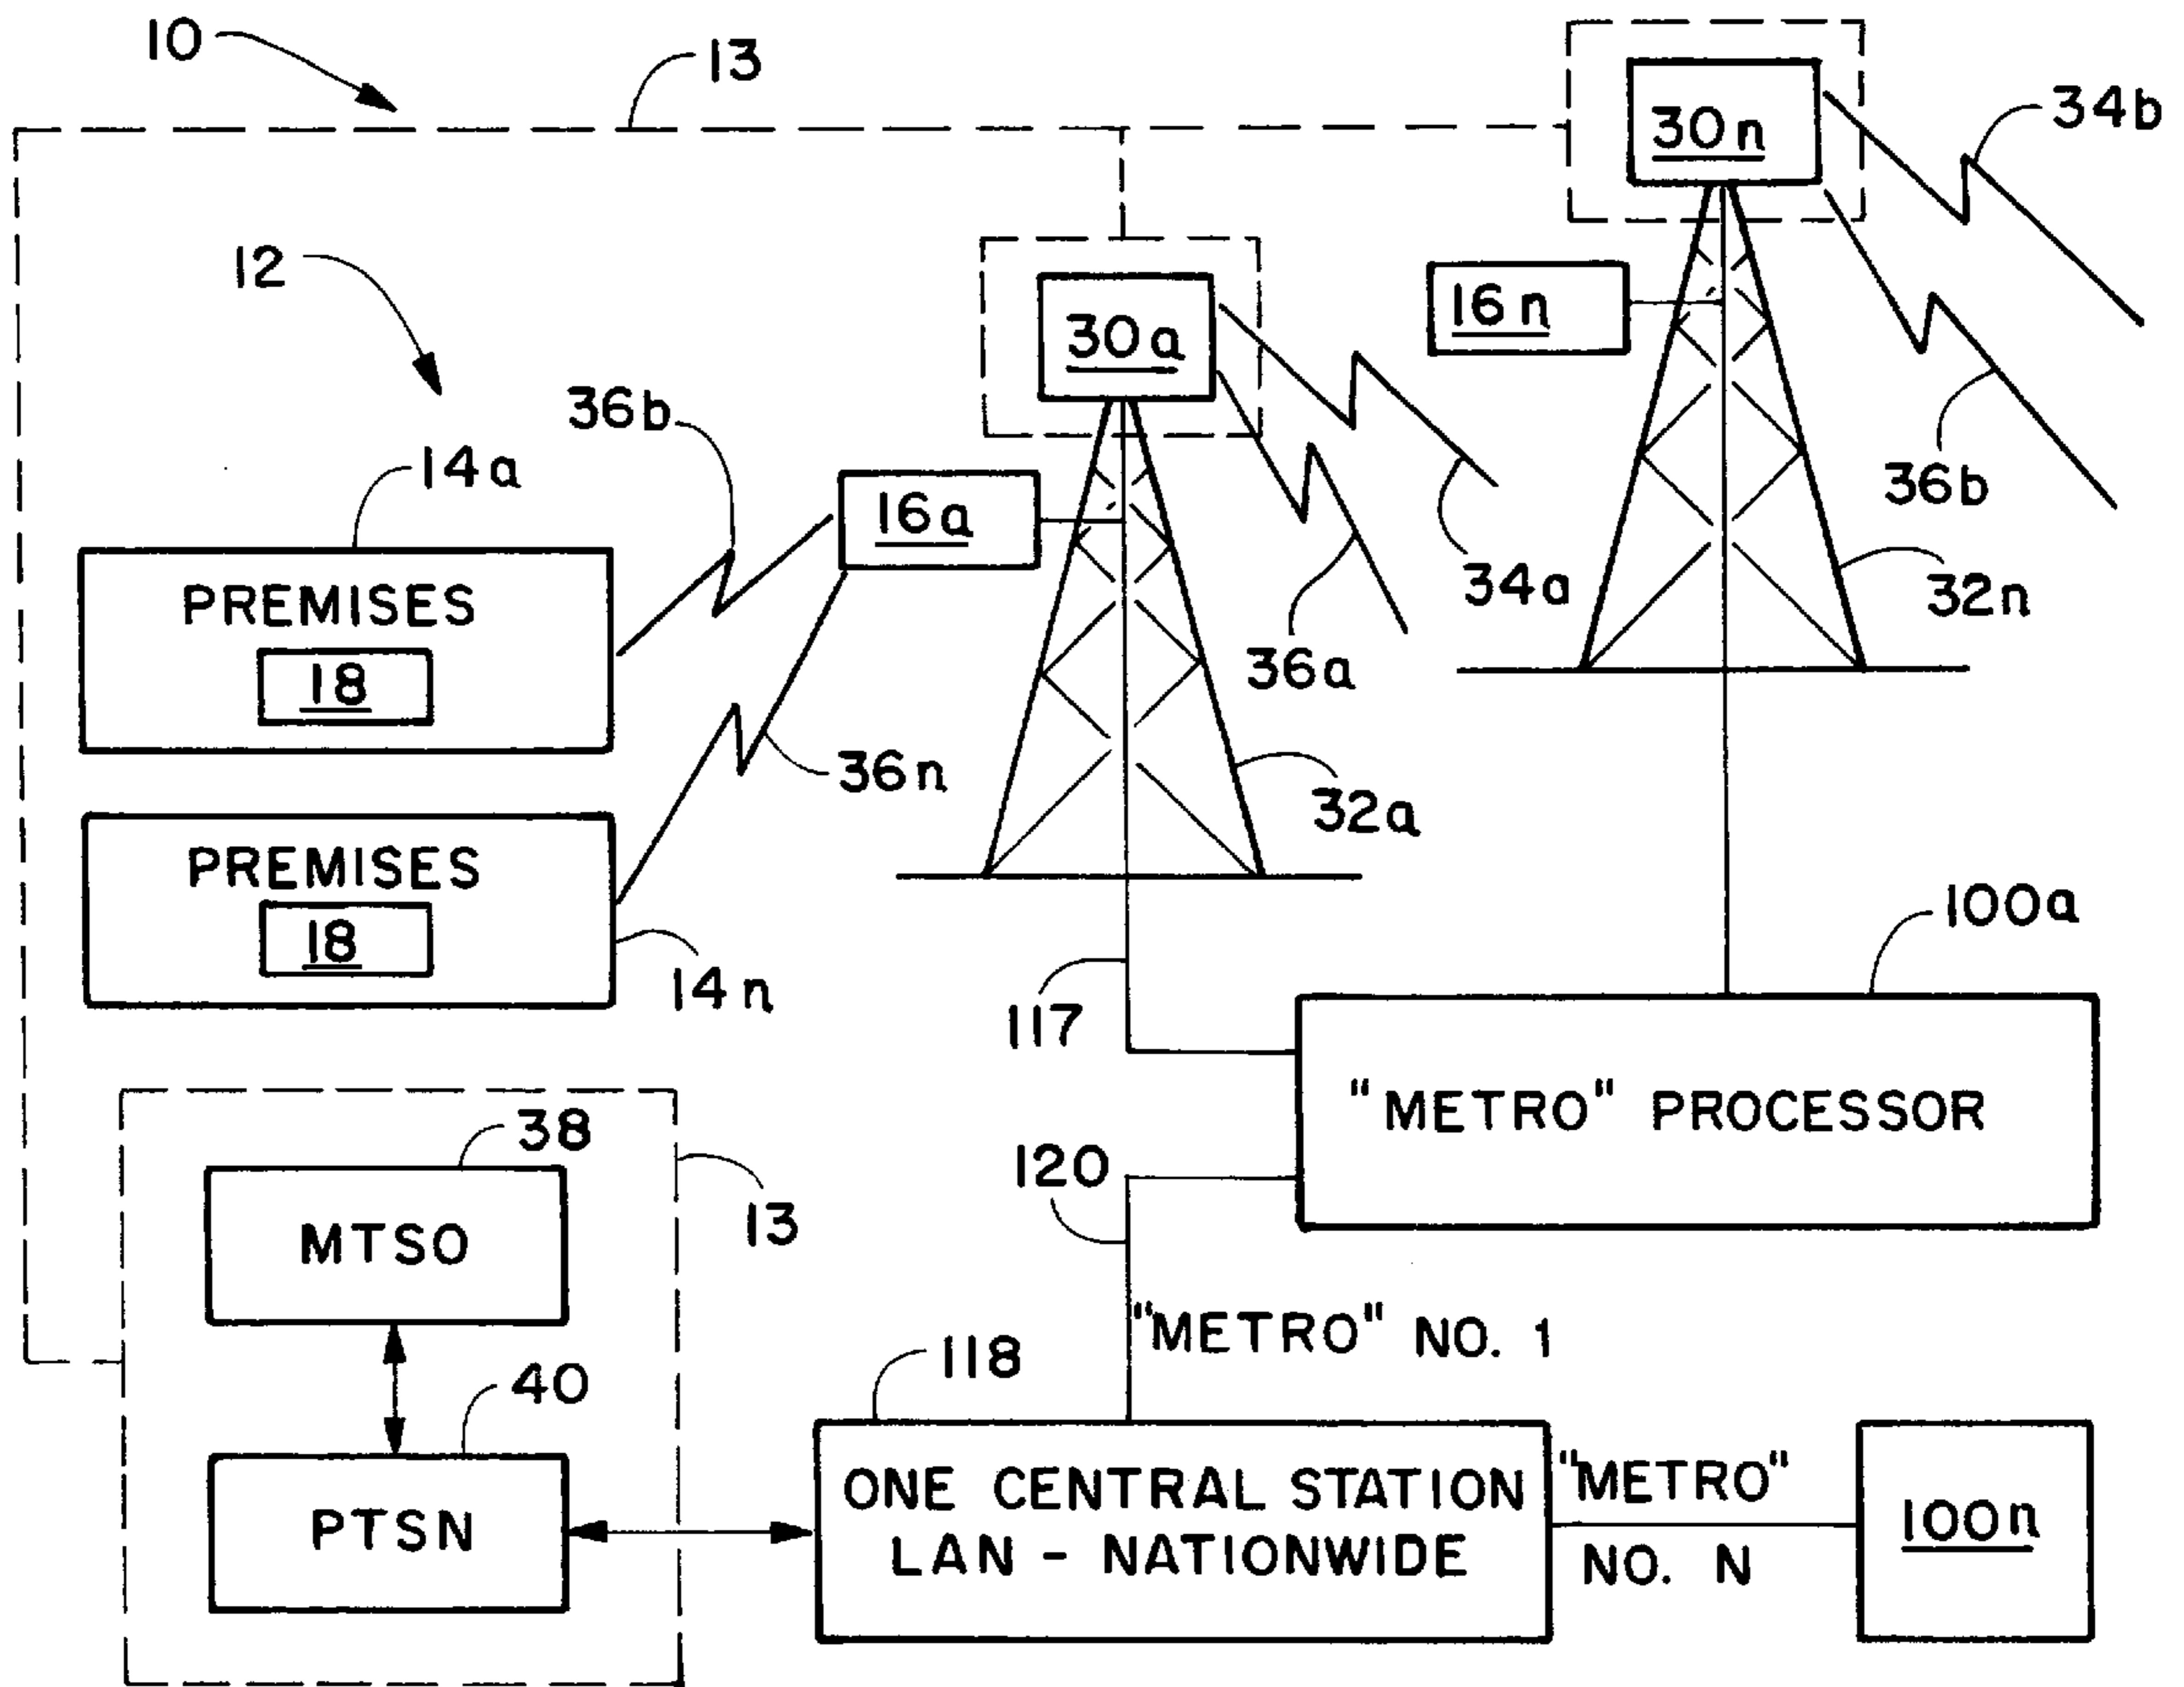 10
13
30n
34b
12
16n
30a
36b
14a
16a
36b
PREMISES
18
34a
32n
36a
36n
32a
PREMISES
18
100a
14n
117
"METRO" PROCESSOR
38
120
13
MTSO
"METRO" NO. 1
118
40
ONE CENTRAL STATION
LAN - NATIONWIDE
"METRO"
NO. N
100n
PTSN